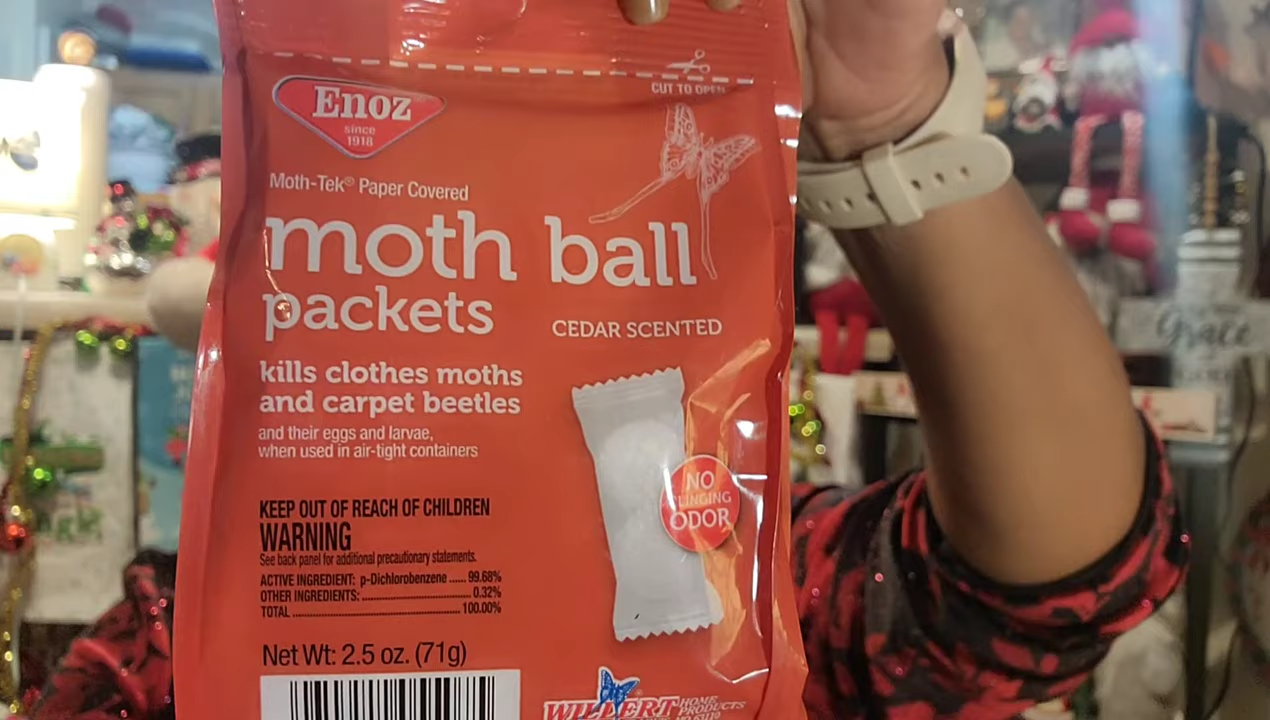 CUT TO OPEN
Enoz
since
1918
Moth-Tek® Paper Covered
moth ball
packets
CEDAR SCENTED
kills clothes moths
and carpet beetles
and their eggs and larvae,
when used in air-tight containers
NO
CLINGING
ODOR
KEEP OUT OF REACH OF CHILDREN
WARNING
See back panel for additional precautionary statements.
ACTIVE INGREDIENT: p-Dichlorobenzene ...... 99.68%
OTHER INGREDIENTS: ........................... 0.32%
TOTAL ........................................... 100.00%
Net Wt: 2.5 oz. (71g)
WILLERT HOME
PRODUCTS
Grace